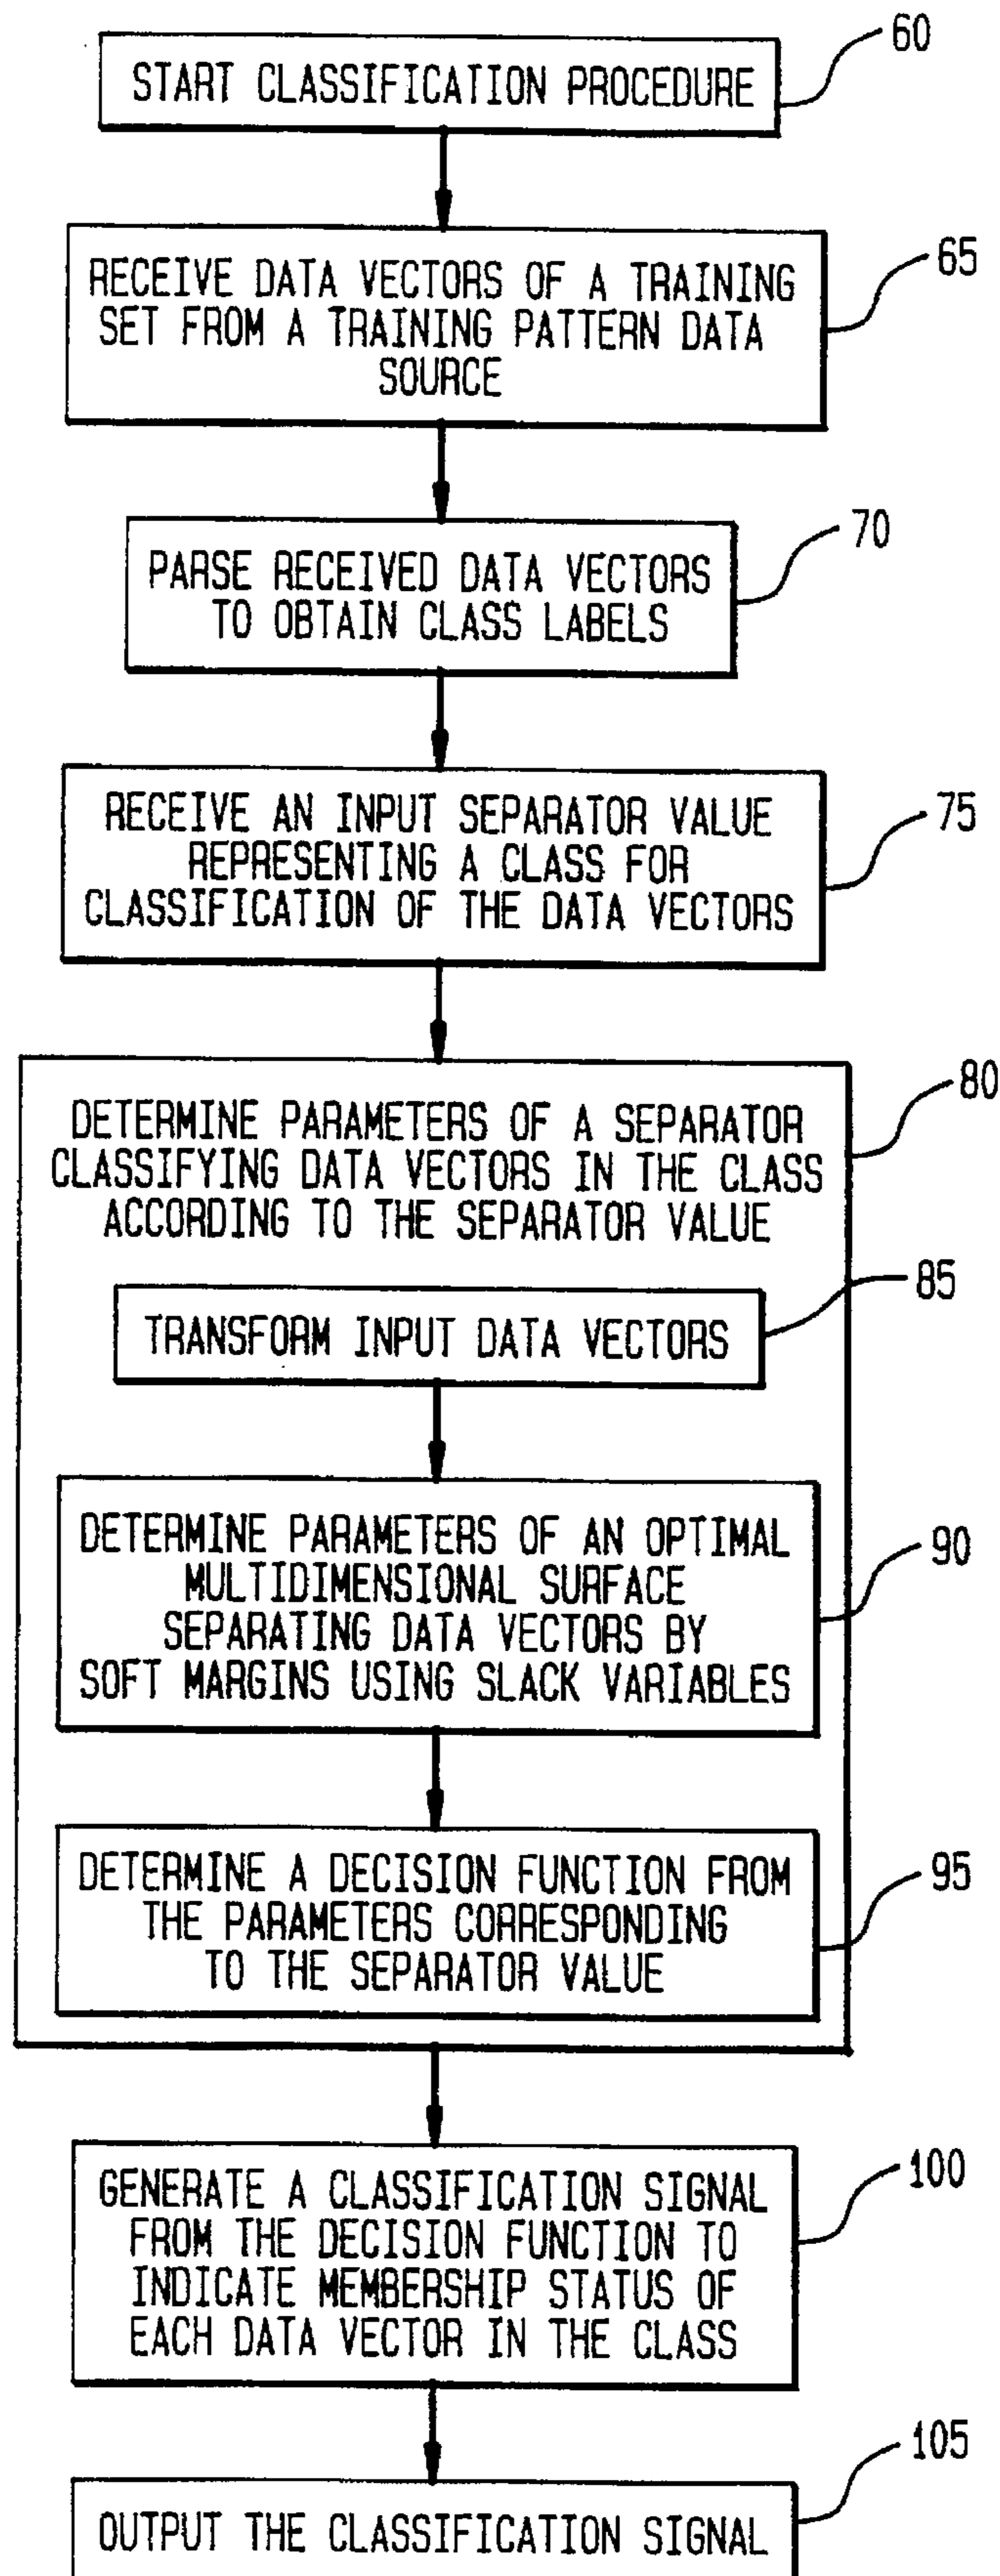 60
START CLASSIFICATION PROCEDURE
65
RECEIVE DATA VECTORS OF A TRAINING
SET FROM A TRAINING PATTERN DATA
SOURCE
70
PARSE RECEIVED DATA VECTORS
TO OBTAIN CLASS LABELS
75
RECEIVE AN INPUT SEPARATOR VALUE
REPRESENTING A CLASS FOR
CLASSIFICATION OF THE DATA VECTORS
80
DETERMINE PARAMETERS OF A SEPARATOR
CLASSIFYING DATA VECTORS IN THE CLASS
ACCORDING TO THE SEPARATOR VALUE
85
TRANSFORM INPUT DATA VECTORS
90
DETERMINE PARAMETERS OF AN OPTIMAL
MULTIDIMENSIONAL SURFACE
SEPARATING DATA VECTORS BY
SOFT MARGINS USING SLACK VARIABLES
95
DETERMINE A DECISION FUNCTION FROM
THE PARAMETERS CORRESPONDING
TO THE SEPARATOR VALUE
100
GENERATE A CLASSIFICATION SIGNAL
FROM THE DECISION FUNCTION TO
INDICATE MEMBERSHIP STATUS OF
EACH DATA VECTOR IN THE CLASS
105
OUTPUT THE CLASSIFICATION SIGNAL